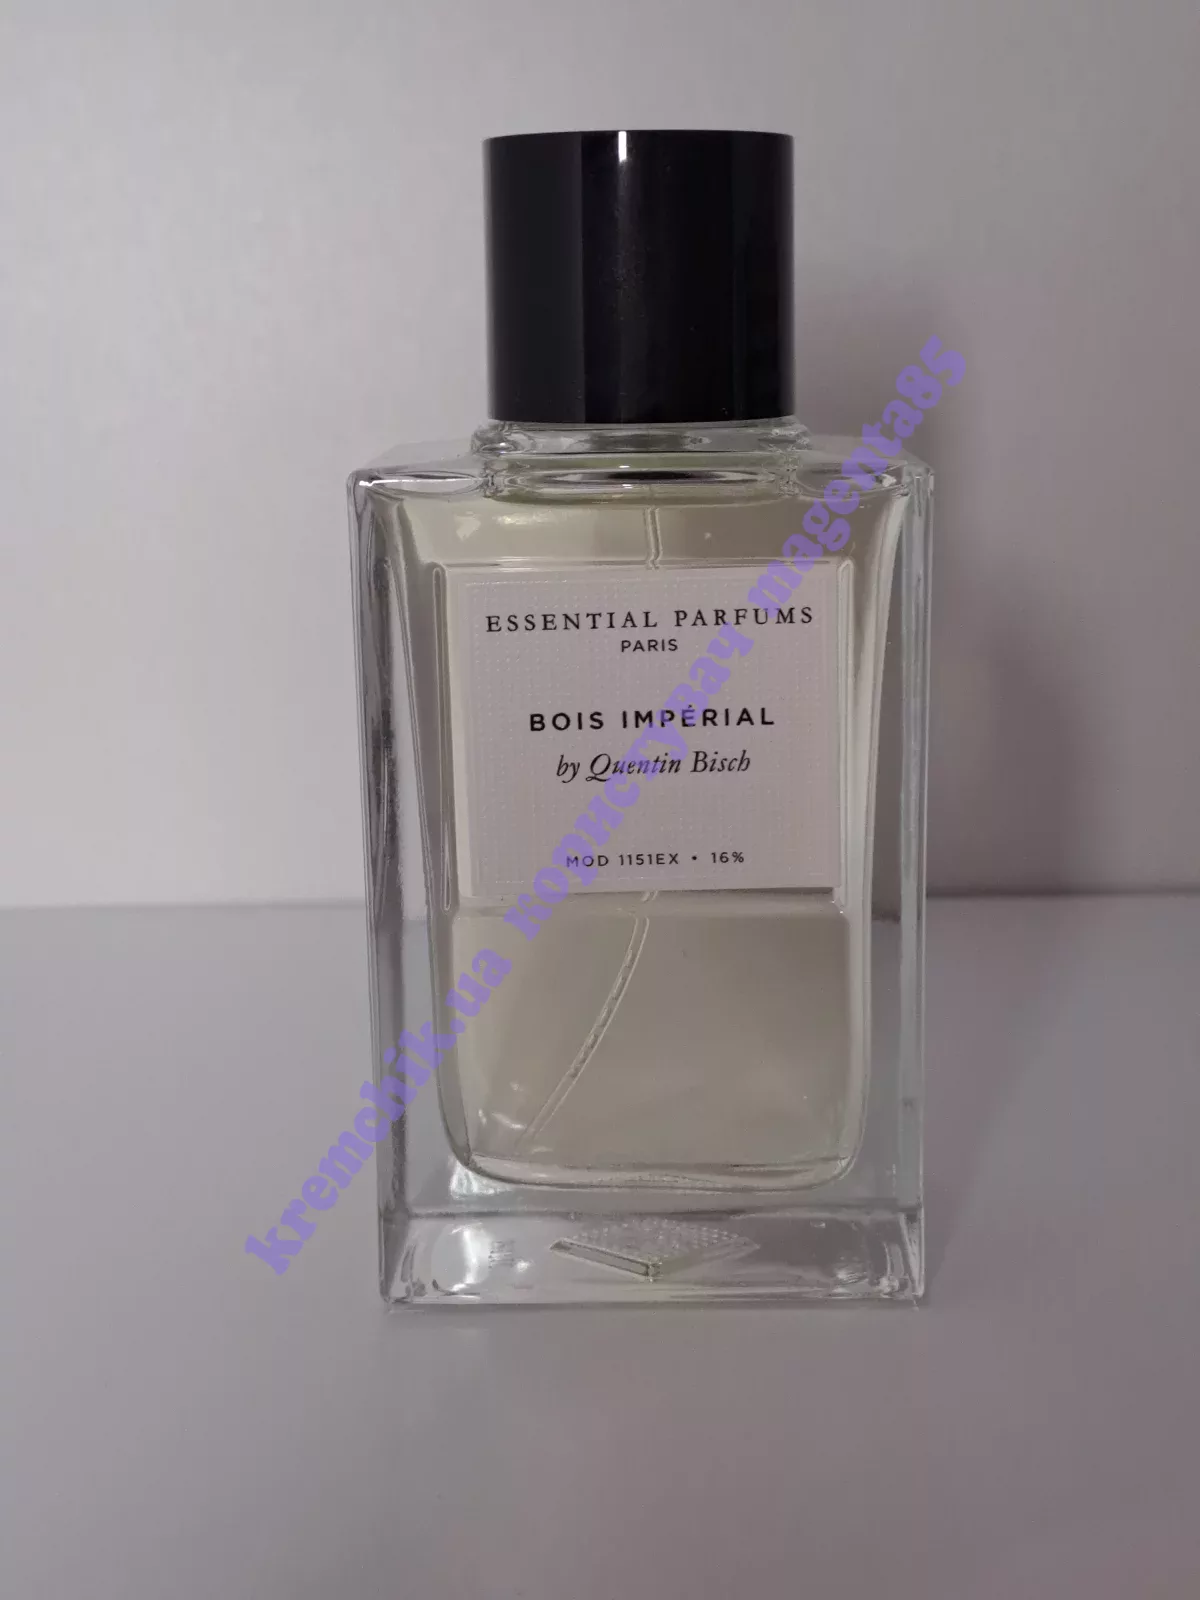 ESSENTIAL PARFUMS
PARIS
BOIS IMPÉRIAL
by Quentin Bisch
MOD 1151EX • 16%
kremchik.ua користувач magenta85